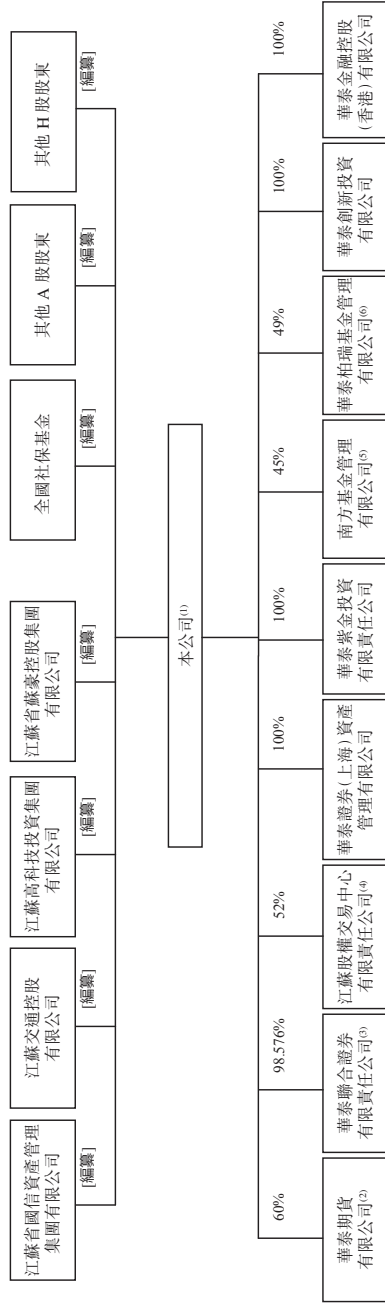 江蘇省國信資產管理
集團有限公司
[編纂]
江蘇交通控股
有限公司
[編纂]
江蘇高科技投資集團
有限公司
[編纂]
江蘇省蘇豪控股集團
有限公司
[編纂]
全國社保基金
[編纂]
其他 A 股股東
[編纂]
其他 H 股股東
[編纂]
本公司(1)
60%
華泰期貨
有限公司(2)
98.576%
華泰聯合證券
有限責任公司(3)
52%
江蘇股權交易中心
有限責任公司(4)
100%
華泰證券(上海)資產
管理有限公司
100%
華泰紫金投資
有限責任公司
45%
南方基金管理
有限公司(5)
49%
華泰柏瑞基金管理
有限公司(6)
100%
華泰創新投資
有限公司
100%
華泰金融控股
(香港)有限公司